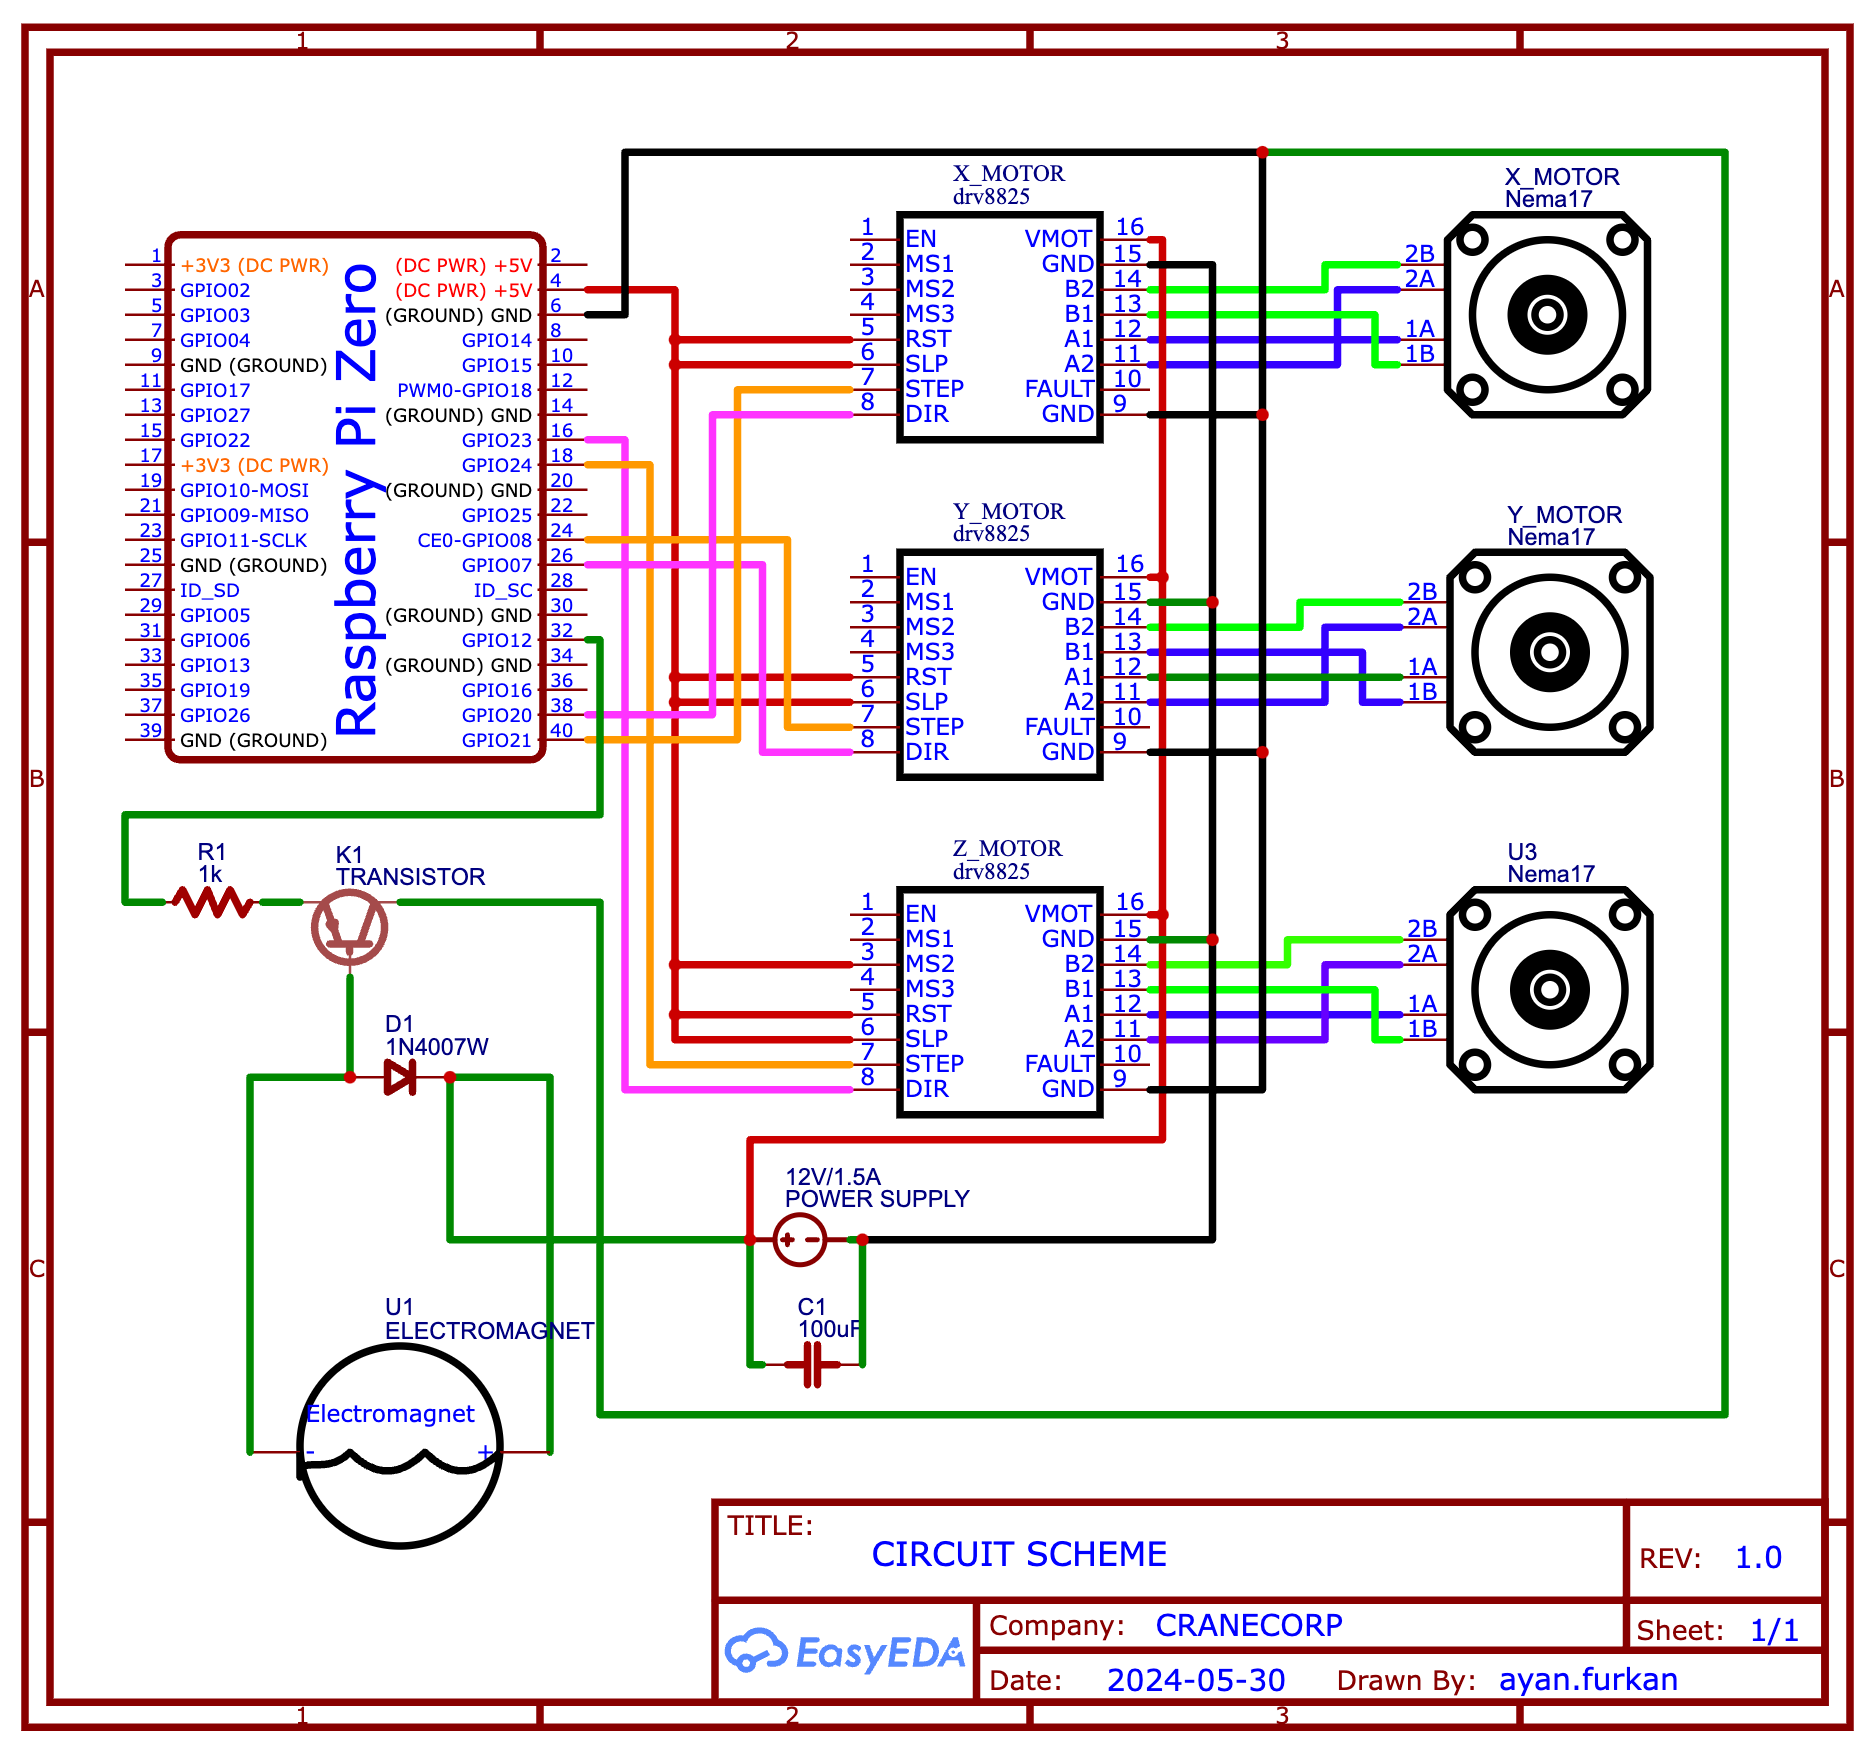 1 2 3
A A
B B
C C
Raspberry Pi Zero
1 +3V3 (DC PWR) (DC PWR) +5V 2
3 GPIO02 (DC PWR) +5V 4
5 GPIO03 (GROUND) GND 6
7 GPIO04 GPIO14 8
9 GND (GROUND) GPIO15 10
11 GPIO17 PWM0-GPIO18 12
13 GPIO27 (GROUND) GND 14
15 GPIO22 GPIO23 16
17 +3V3 (DC PWR) GPIO24 18
19 GPIO10-MOSI (GROUND) GND 20
21 GPIO09-MISO GPIO25 22
23 GPIO11-SCLK CE0-GPIO08 24
25 GND (GROUND) GPIO07 26
27 ID_SD ID_SC 28
29 GPIO05 (GROUND) GND 30
31 GPIO06 GPIO12 32
33 GPIO13 (GROUND) GND 34
35 GPIO19 GPIO16 36
37 GPIO26 GPIO20 38
39 GND (GROUND) GPIO21 40
X_MOTOR
drv8825
1 EN VMOT 16
2 MS1 GND 15
3 MS2 B2 14
4 MS3 B1 13
5 RST A1 12
6 SLP A2 11
7 STEP FAULT 10
8 DIR GND 9
X_MOTOR
Nema17
2B
2A
1A
1B
Y_MOTOR
drv8825
1 EN VMOT 16
2 MS1 GND 15
3 MS2 B2 14
4 MS3 B1 13
5 RST A1 12
6 SLP A2 11
7 STEP FAULT 10
8 DIR GND 9
Y_MOTOR
Nema17
2B
2A
1A
1B
Z_MOTOR
drv8825
1 EN VMOT 16
2 MS1 GND 15
3 MS2 B2 14
4 MS3 B1 13
5 RST A1 12
6 SLP A2 11
7 STEP FAULT 10
8 DIR GND 9
U3
Nema17
2B
2A
1A
1B
R1
1k
K1
TRANSISTOR
D1
1N4007W
12V/1.5A
POWER SUPPLY
+ -
C1
100uF
U1
ELECTROMAGNET
Electromagnet
- +
TITLE:
CIRCUIT SCHEME
REV: 1.0
EasyEDA
Company: CRANECORP
Sheet: 1/1
Date: 2024-05-30 Drawn By: ayan.furkan
1 2 3